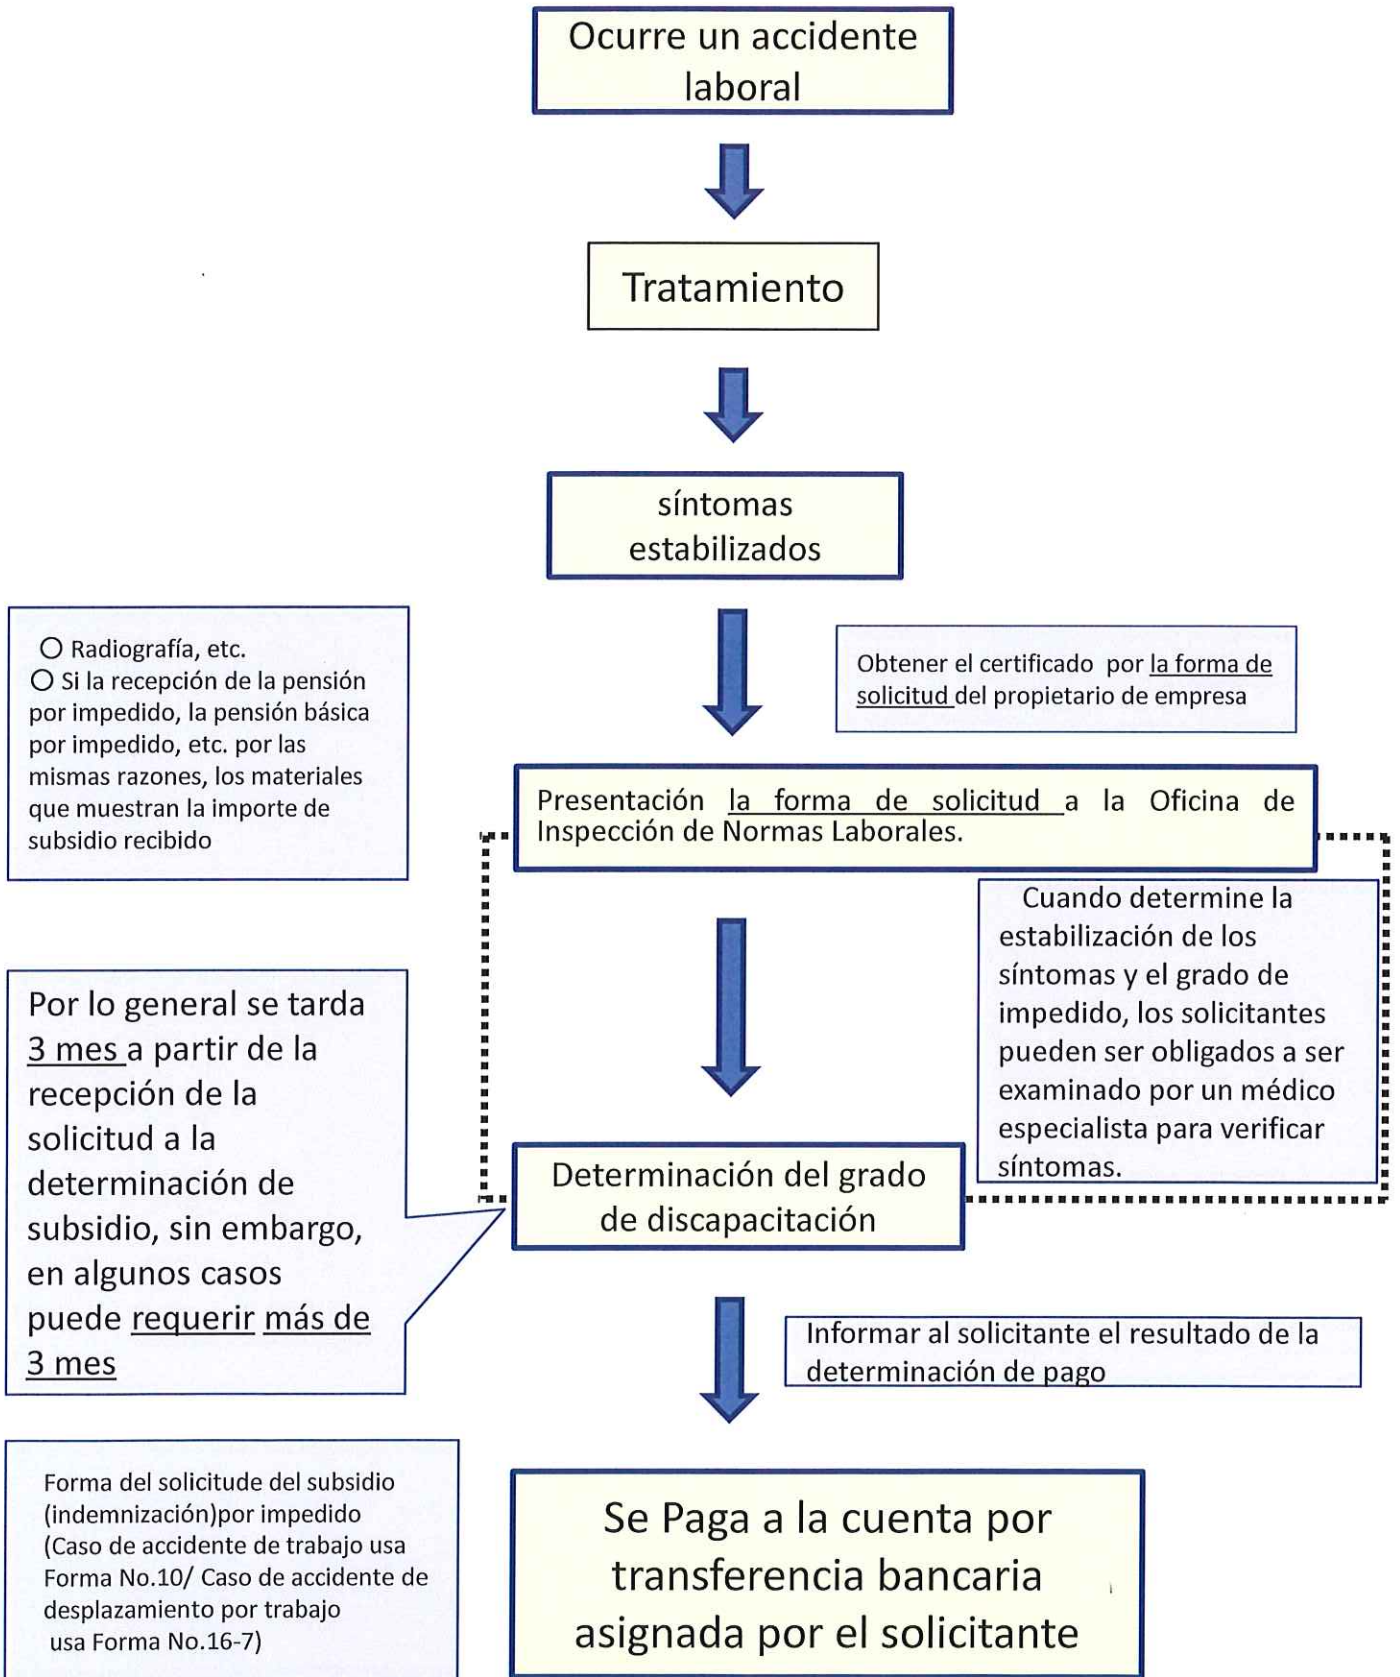 Ocurre un accidente
laboral
Tratamiento
síntomas
estabilizados
○ Radiografía, etc.
○ Si la recepción de la pensión
por impedido, la pensión básica
por impedido, etc. por las
mismas razones, los materiales
que muestran la importe de
subsidio recibido
Obtener el certificado por la forma de
solicitud del propietario de empresa
Presentación la forma de solicitud a la Oficina de
Inspección de Normas Laborales.
Cuando determine la
estabilización de los
síntomas y el grado de
impedido, los solicitantes
pueden ser obligados a ser
examinado por un médico
especialista para verificar
síntomas.
Por lo general se tarda
3 mes a partir de la
recepción de la
solicitud a la
determinación de
subsidio, sin embargo,
en algunos casos
puede requerir más de
3 mes
Determinación del grado
de discapacitación
Informar al solicitante el resultado de la
determinación de pago
Forma del solicitude del subsidio
(indemnización)por impedido
(Caso de accidente de trabajo usa
Forma No.10/ Caso de accidente de
desplazamiento por trabajo
usa Forma No.16-7)
Se Paga a la cuenta por
transferencia bancaria
asignada por el solicitante